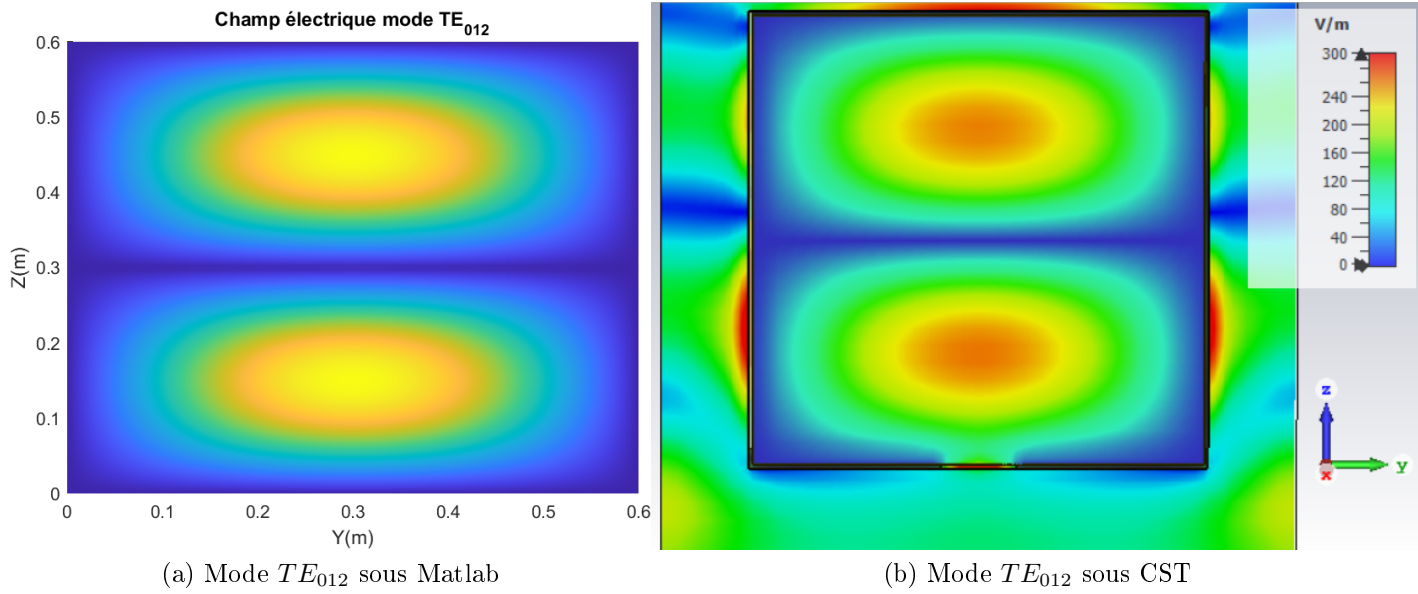 Champ électrique mode TE₀₁₂
0.6
0.5
0.4
0.3
0.2
0.1
0
Z(m)
0 0.1 0.2 0.3 0.4 0.5 0.6
Y(m)
(a) Mode TE₀₁₂ sous Matlab
V/m
300
240
200
160
120
80
40
0
z
y
x
(b) Mode TE₀₁₂ sous CST